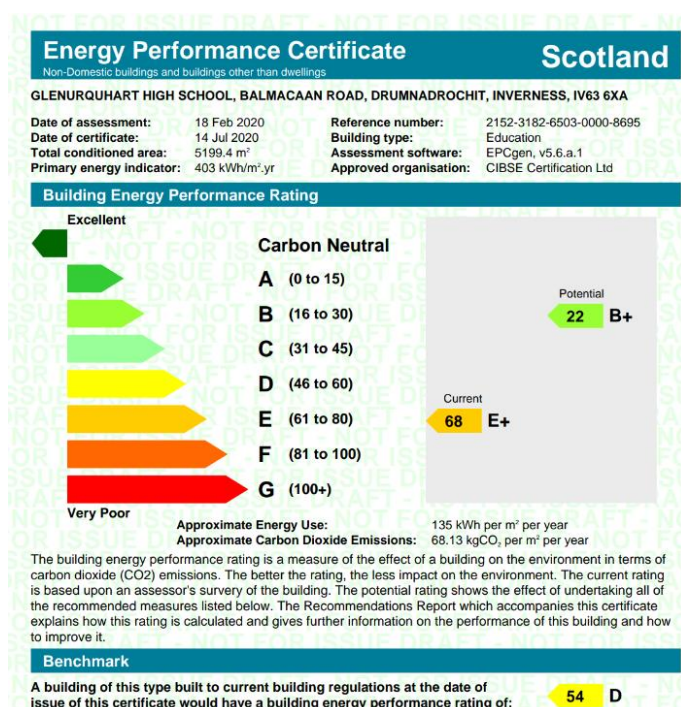 NOT FOR ISSUE DRAFT - NOT FOR ISSUE DRAFT - N
Energy Performance Certificate
Scotland
Non-Domestic buildings and buildings other than dwellings
GLENURQUHART HIGH SCHOOL, BALMACAAN ROAD, DRUMNADROCHIT, INVERNESS, IV63 6XA
Date of assessment: 18 Feb 2020 Reference number: 2152-3182-6503-0000-8695
Date of certificate: 14 Jul 2020 Building type: Education
Total conditioned area: 5199.4 m² Assessment software: EPCgen, v5.6.a.1
Primary energy indicator: 403 kWh/m².yr Approved organisation: CIBSE Certification Ltd
Building Energy Performance Rating
Excellent
Carbon Neutral
A (0 to 15)
Potential
B (16 to 30) 22 B+
C (31 to 45)
D (46 to 60)
Current
E (61 to 80) 68 E+
F (81 to 100)
G (100+)
Very Poor
Approximate Energy Use: 135 kWh per m² per year
Approximate Carbon Dioxide Emissions: 68.13 kgCO₂ per m² per year
The building energy performance rating is a measure of the effect of a building on the environment in terms of
carbon dioxide (CO2) emissions. The better the rating, the less impact on the environment. The current rating
is based upon an assessor's survery of the building. The potential rating shows the effect of undertaking all of
the recommended measures listed below. The Recommendations Report which accompanies this certificate
explains how this rating is calculated and gives further information on the performance of this building and how
to improve it.
Benchmark
A building of this type built to current building regulations at the date of
issue of this certificate would have a building energy performance rating of: 54 D